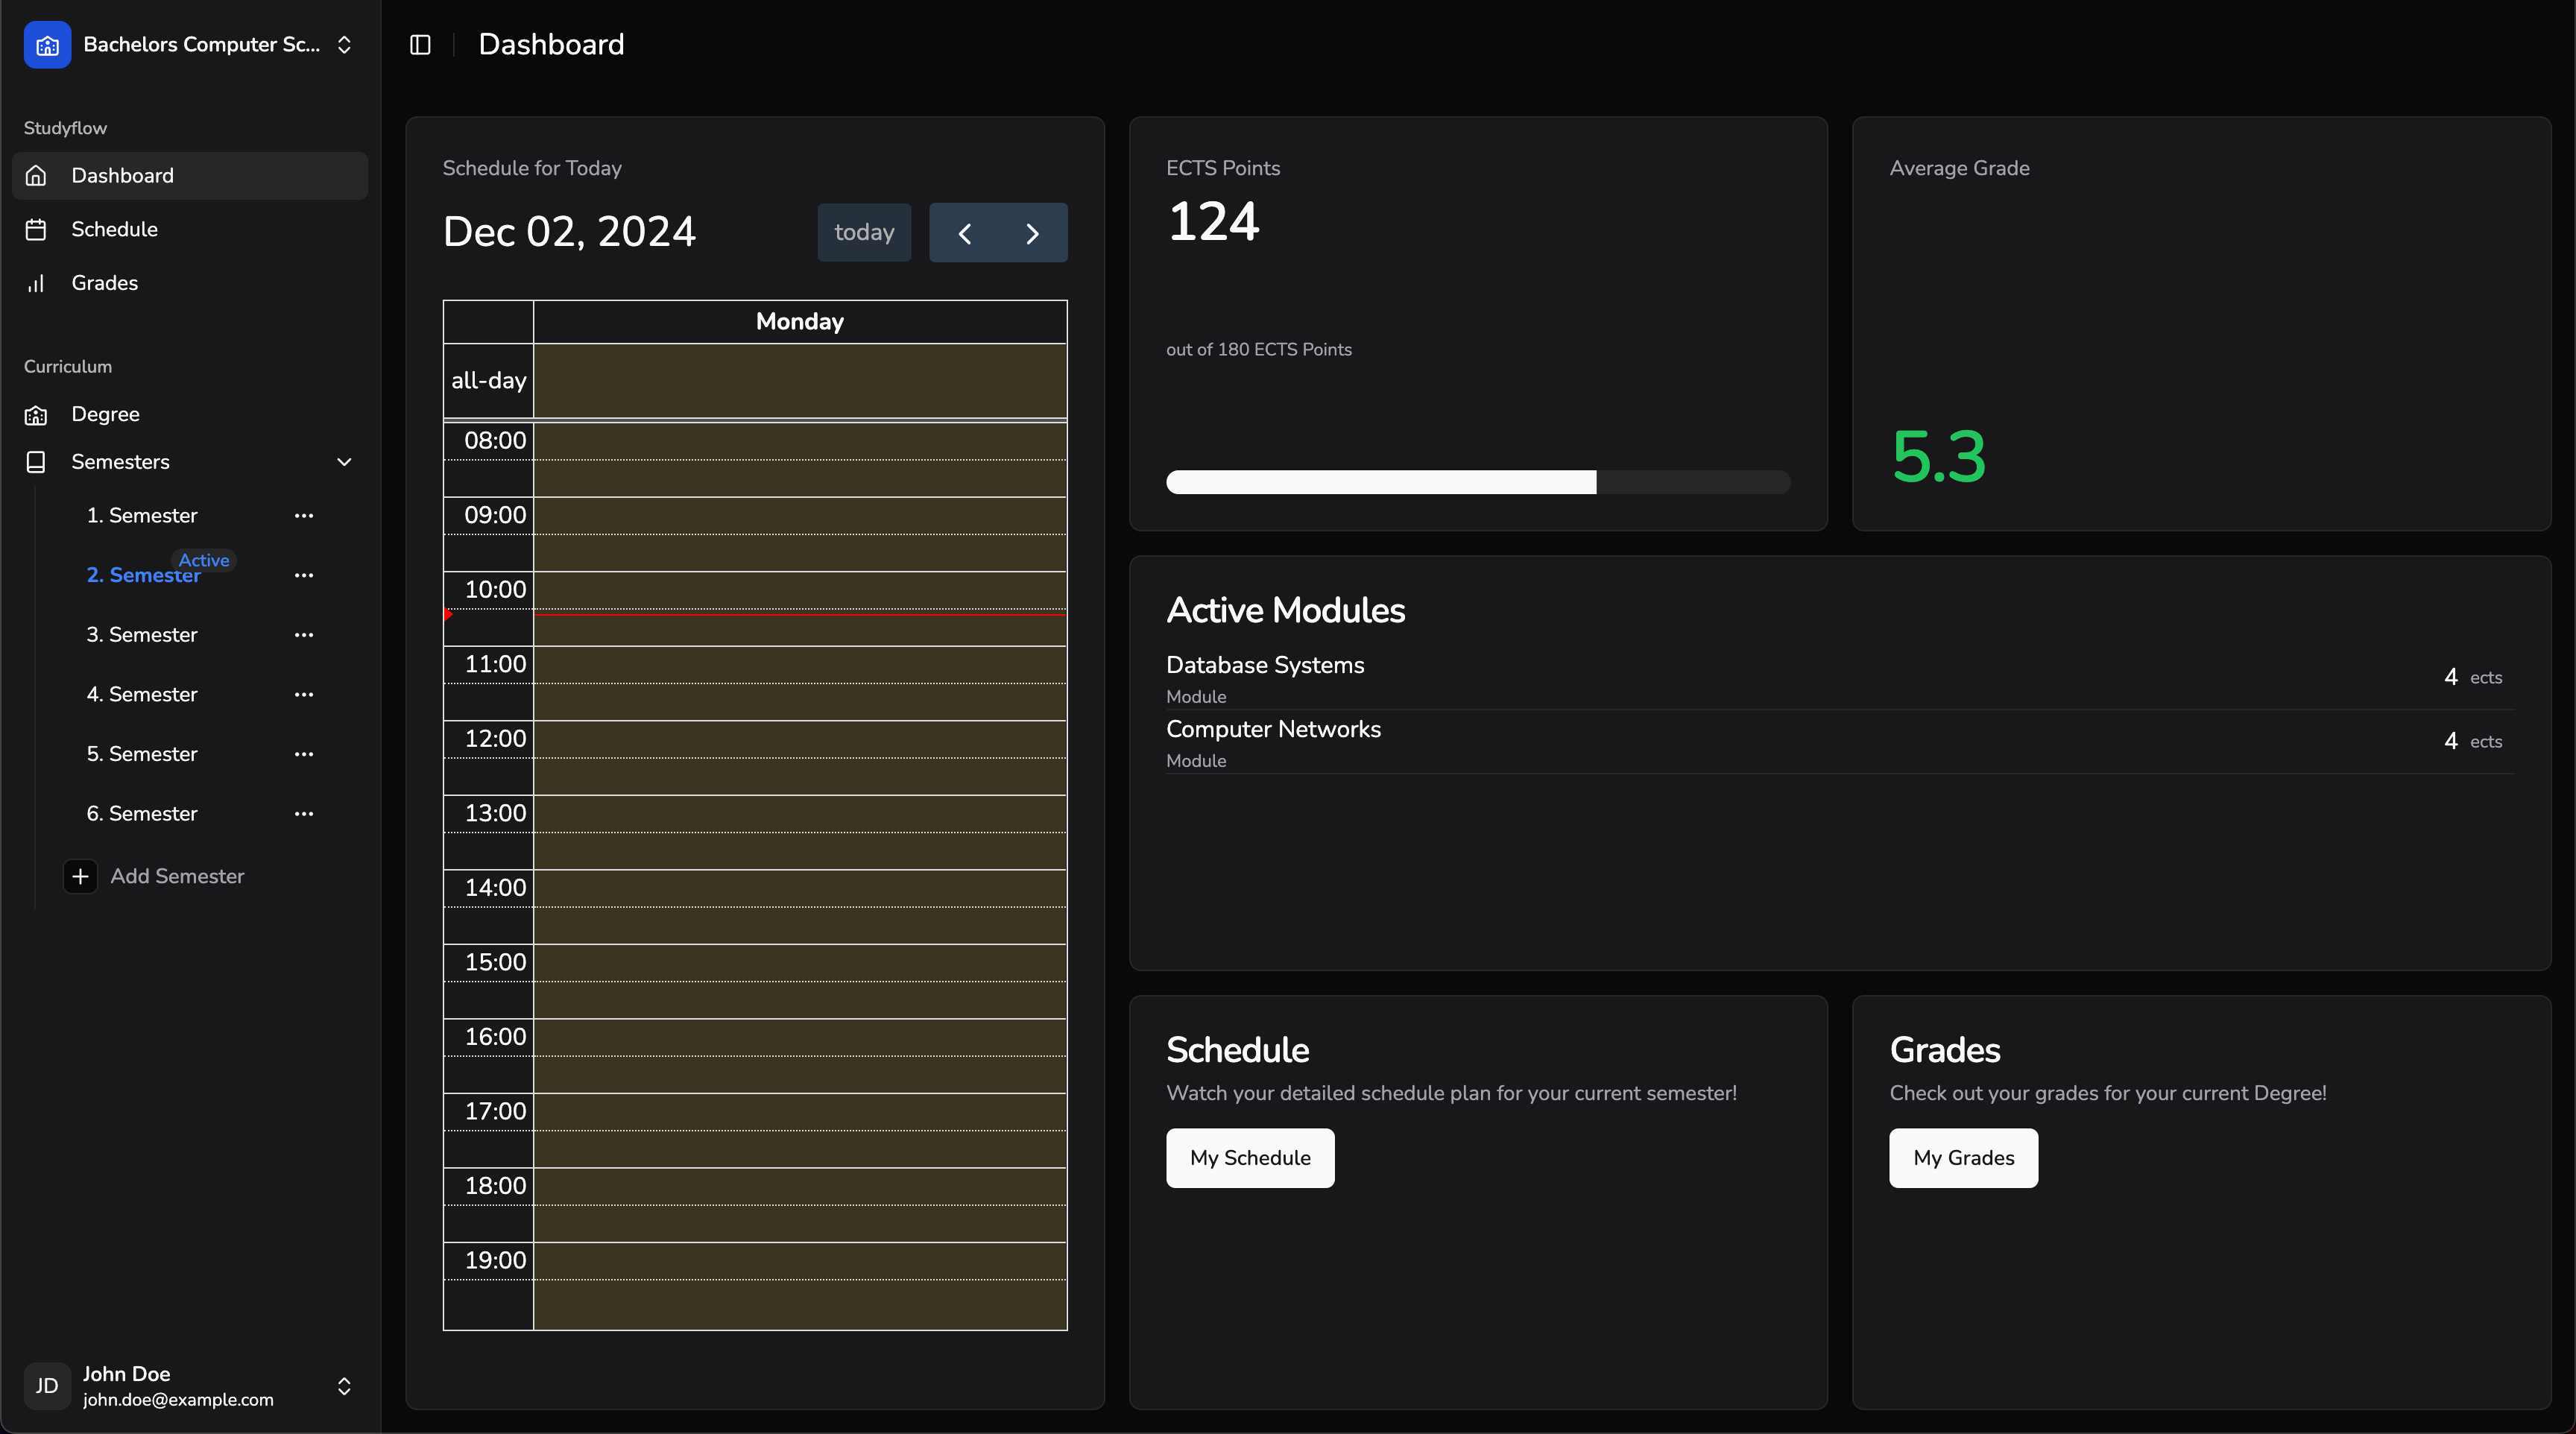 Bachelors Computer Sc...
Studyflow
Dashboard
Schedule
Grades
Curriculum
Degree
Semesters
1. Semester
2. Semester
Active
3. Semester
4. Semester
5. Semester
6. Semester
Add Semester
JD
John Doe
john.doe@example.com
Dashboard
Schedule for Today
Dec 02, 2024
today
Monday
all-day
08:00
09:00
10:00
11:00
12:00
13:00
14:00
15:00
16:00
17:00
18:00
19:00
ECTS Points
124
out of 180 ECTS Points
Average Grade
5.3
Active Modules
Database Systems
Module
4 ects
Computer Networks
Module
4 ects
Schedule
Watch your detailed schedule plan for your current semester!
My Schedule
Grades
Check out your grades for your current Degree!
My Grades